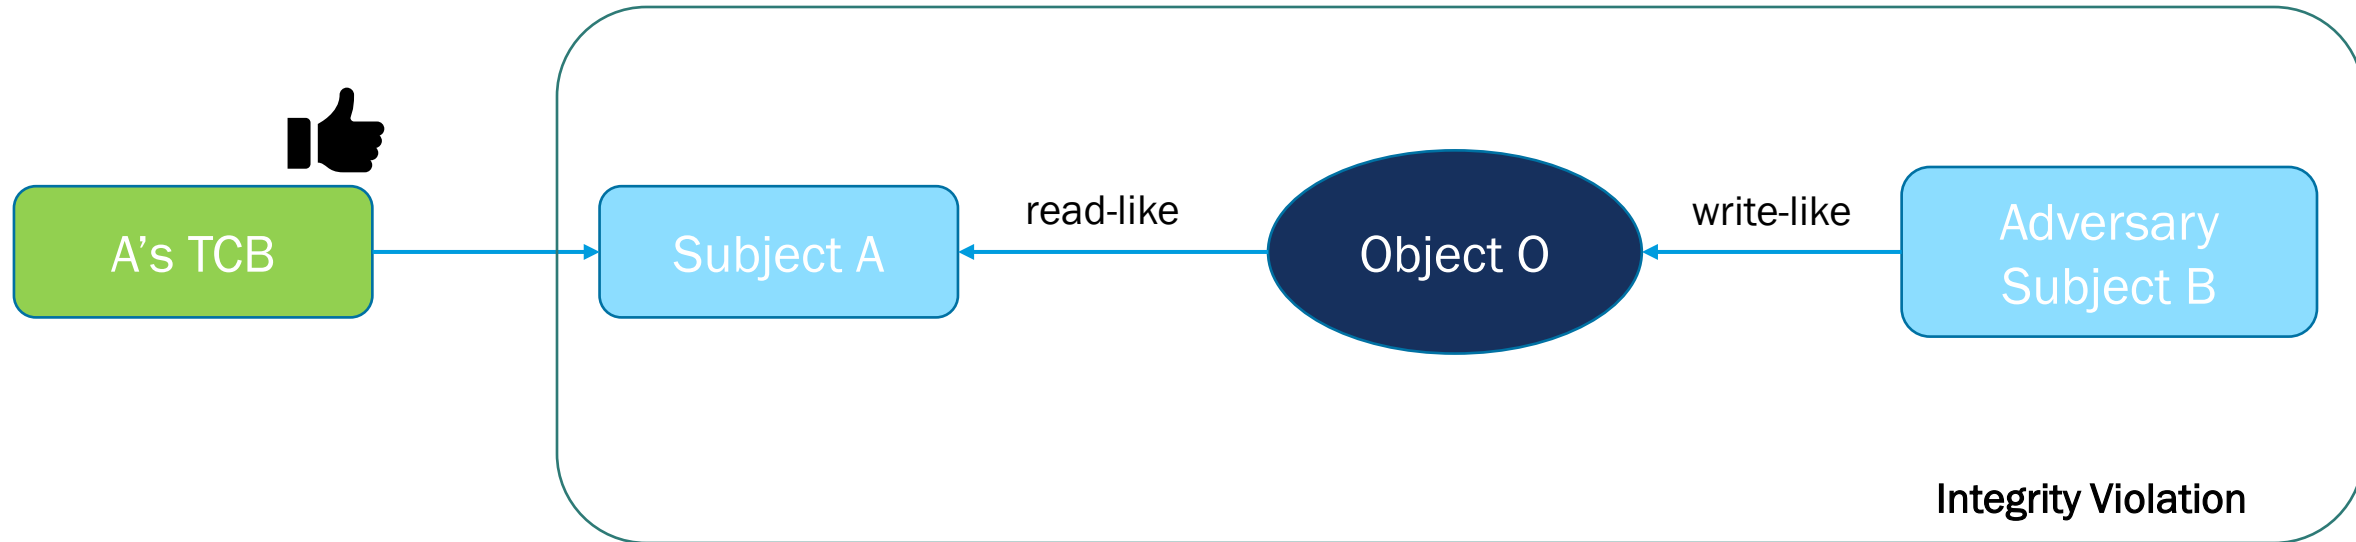 A's TCB
Subject A
read-like
Object O
write-like
Adversary
Subject B
Integrity Violation